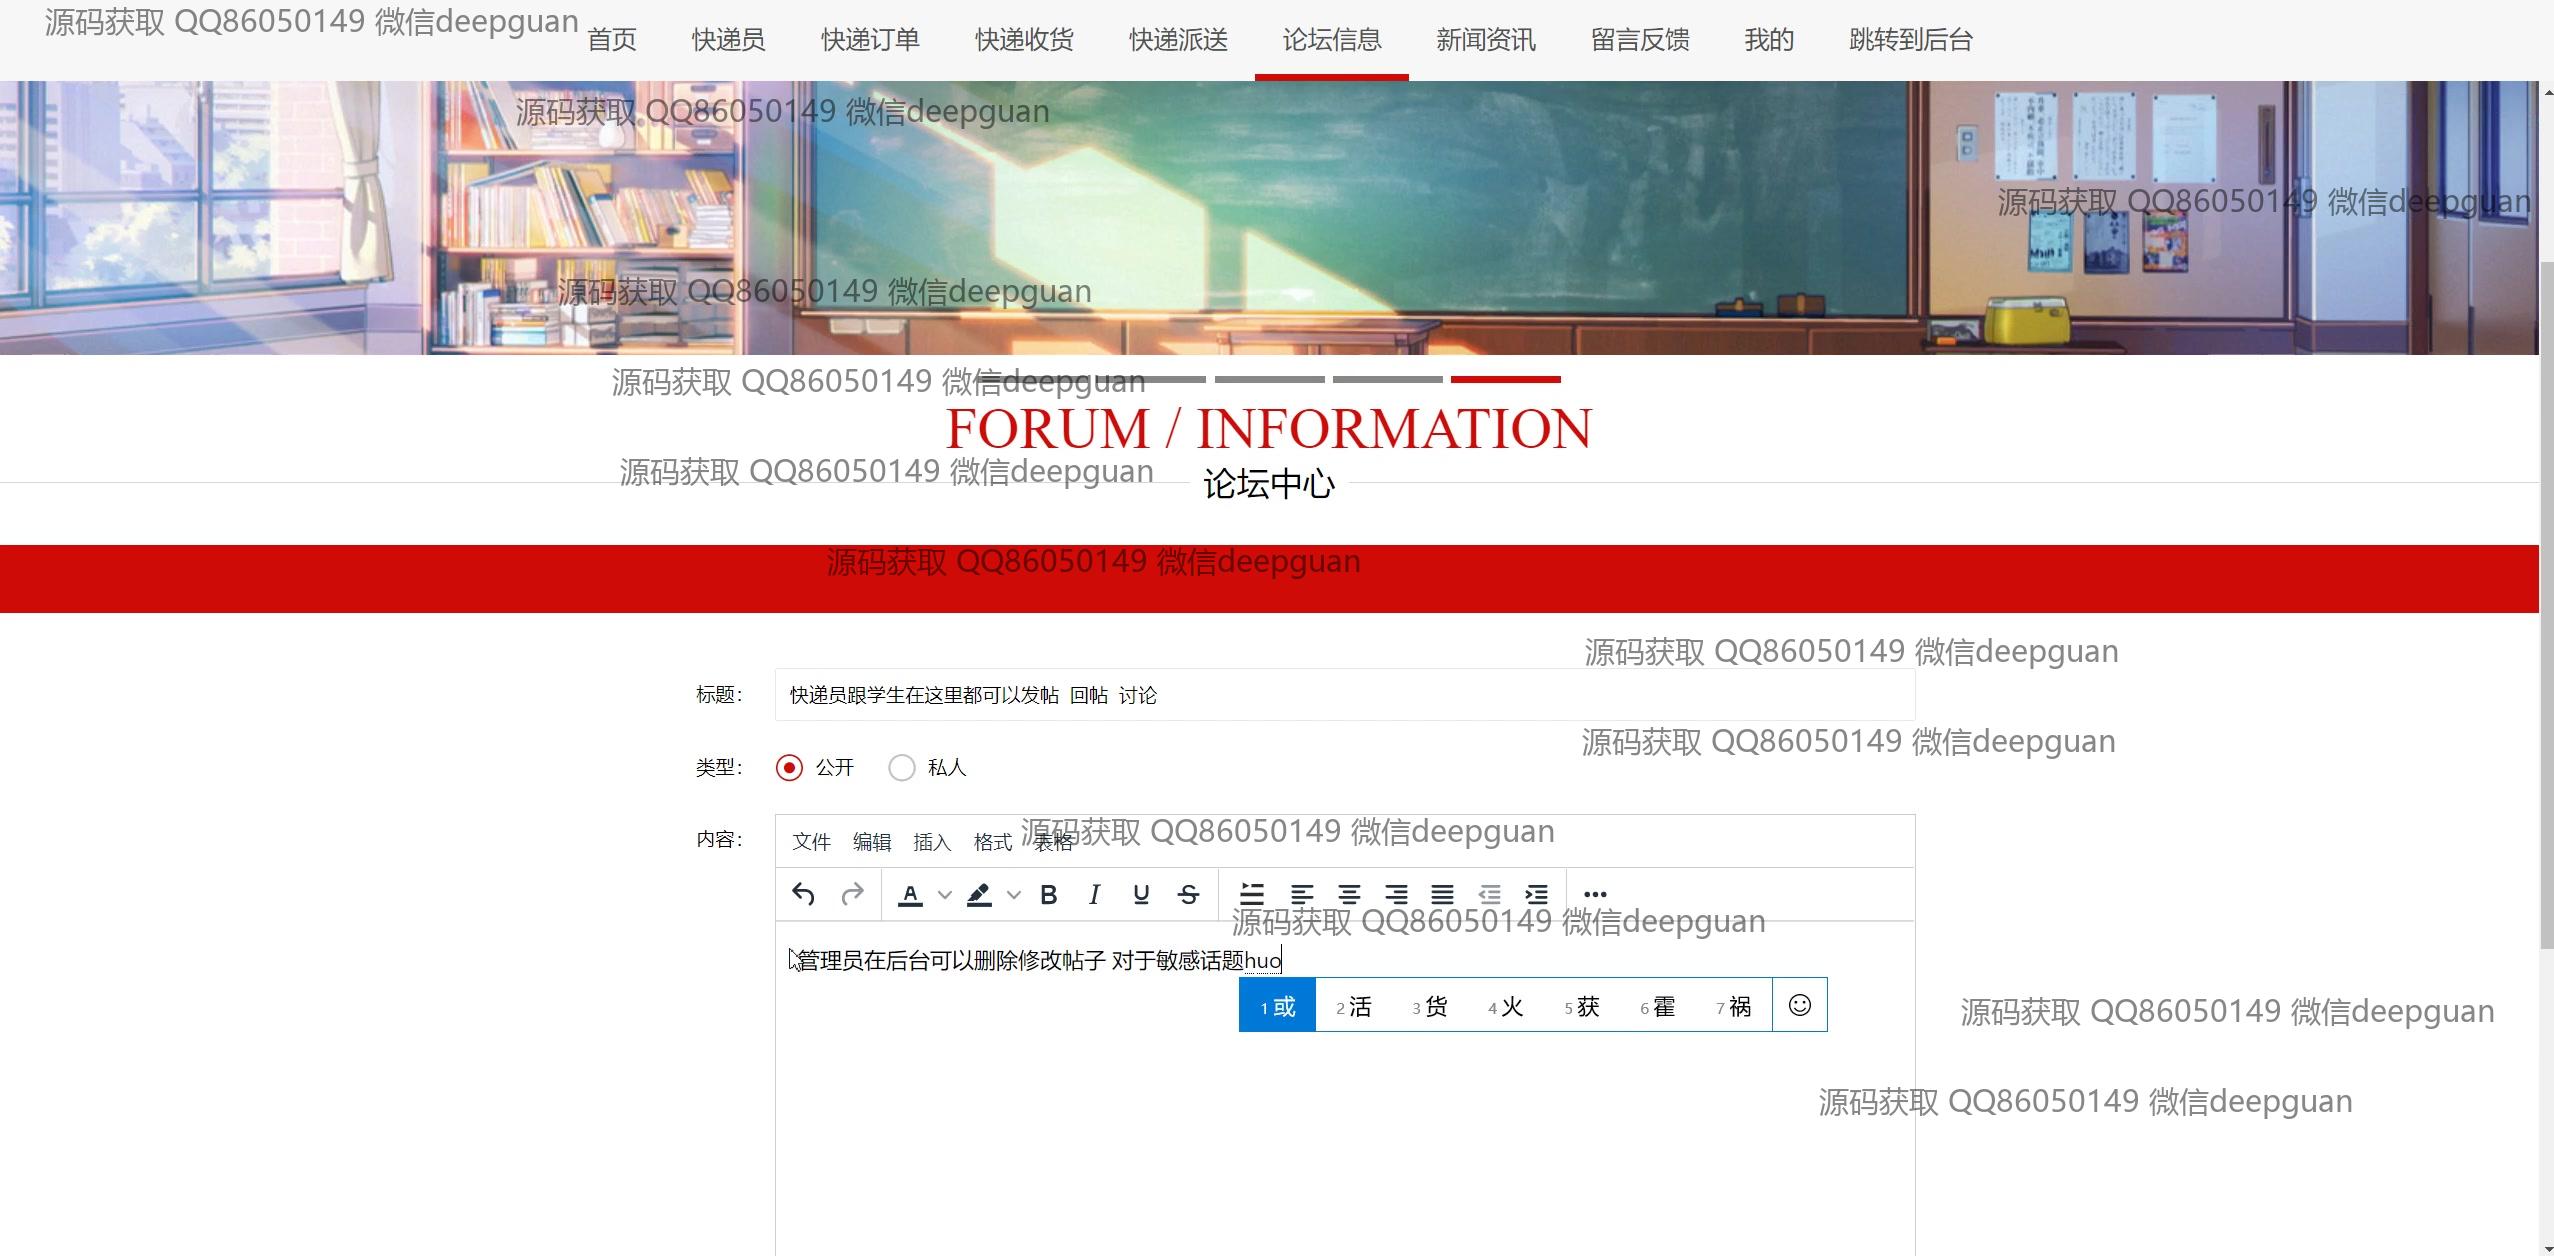 源码获取 QQ86050149 微信deepguan
首页 快递员 快递订单 快递收货 快递派送 论坛信息 新闻资讯 留言反馈 我的 跳转到后台
源码获取 QQ86050149 微信deepguan
源码获取 QQ86050149 微信deepguan
源码获取 QQ86050149 微信deepguan
源码获取 QQ86050149 微信deepguan
FORUM / INFORMATION
源码获取 QQ86050149 微信deepguan
论坛中心
源码获取 QQ86050149 微信deepguan
源码获取 QQ86050149 微信deepguan
标题： 快递员跟学生在这里都可以发帖 回帖 讨论
源码获取 QQ86050149 微信deepguan
类型： 公开 私人
内容： 文件 编辑 插入 格式 表格
源码获取 QQ86050149 微信deepguan
源码获取 QQ86050149 微信deepguan
管理员在后台可以删除修改帖子 对于敏感话题huo
1 或 2 活 3 货 4 火 5 获 6 霍 7 祸
源码获取 QQ86050149 微信deepguan
源码获取 QQ86050149 微信deepguan